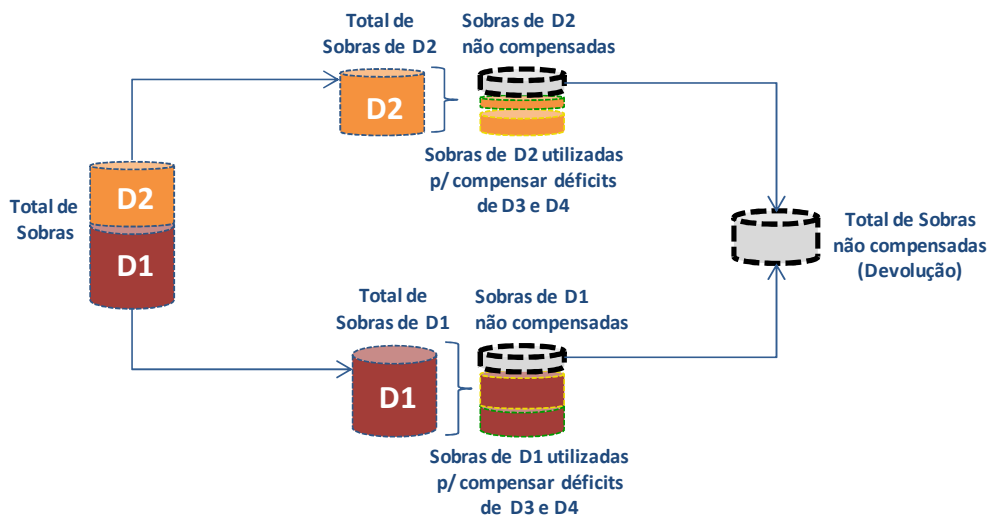 Total de
Sobras de D2
Sobras de D2
não compensadas
D2
Sobras de D2 utilizadas
p/ compensar déficits
de D3 e D4
Total de
Sobras
D2
D1
Total de Sobras
não compensadas
(Devolução)
Total de
Sobras de D1
Sobras de D1
não compensadas
D1
Sobras de D1 utilizadas
p/ compensar déficits
de D3 e D4